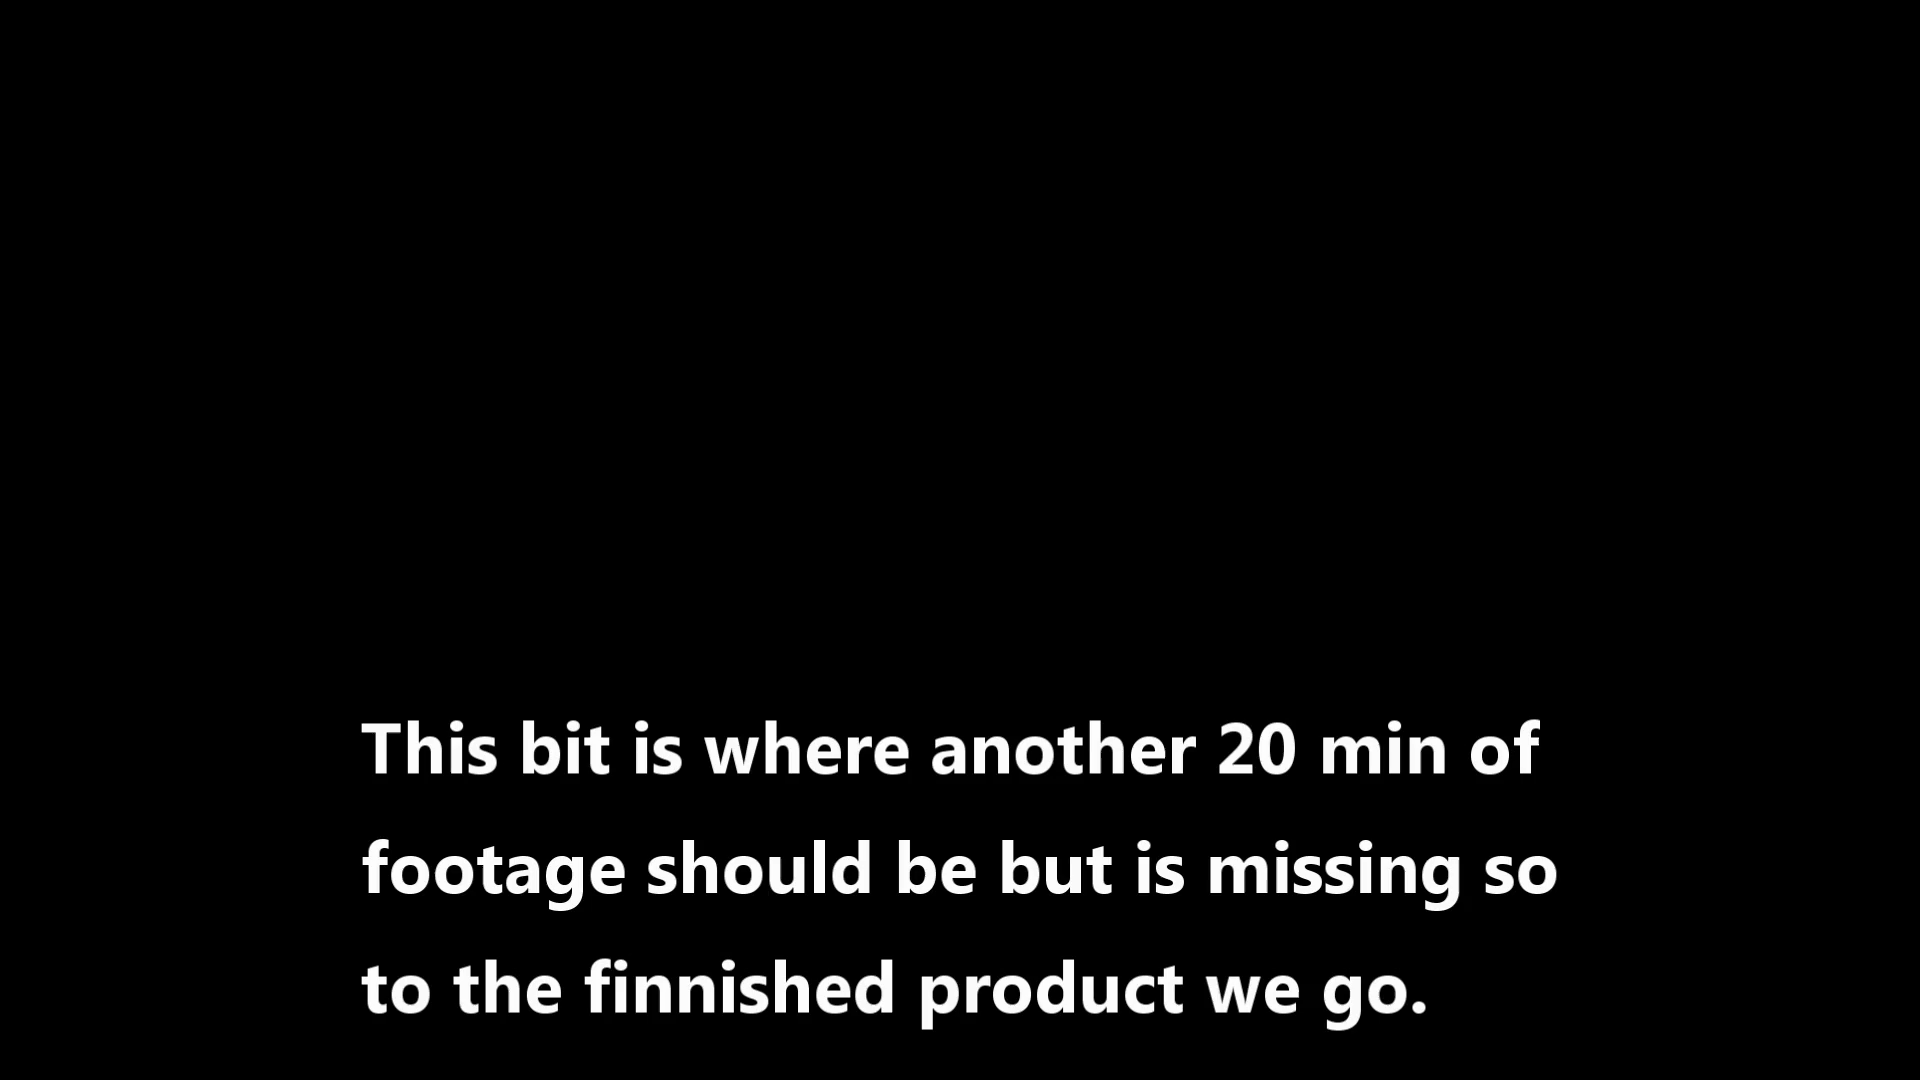 This bit is where another 20 min of
footage should be but is missing so
to the finnished product we go.